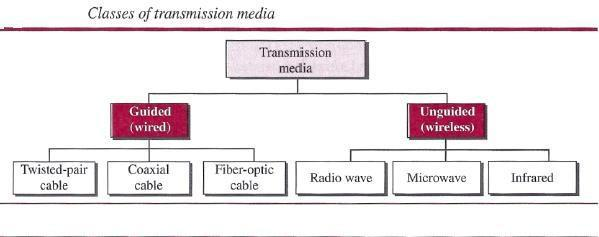 Classes of transmission media
Transmission
media
Guided
(wired)
Unguided
(wireless)
Twisted-pair
cable
Coaxial
cable
Fiber-optic
cable
Radio wave
Microwave
Infrared